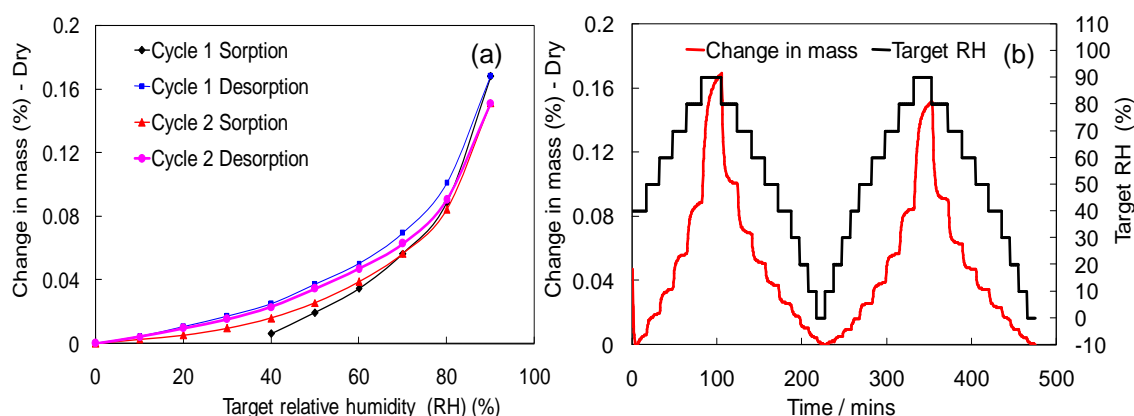 0.2
0.16
0.12
0.08
0.04
0
0
20
40
60
80
100
Change in mass (%) - Dry
Target relative humidity (RH) (%)
Cycle 1 Sorption
Cycle 1 Desorption
Cycle 2 Sorption
Cycle 2 Desorption
(a)
0.2
0.16
0.12
0.08
0.04
0
0
100
200
300
400
500
Change in mass (%) - Dry
Time / mins
Change in mass
Target RH
(b)
110
100
90
80
70
60
50
40
30
20
10
0
-10
Target RH (%)